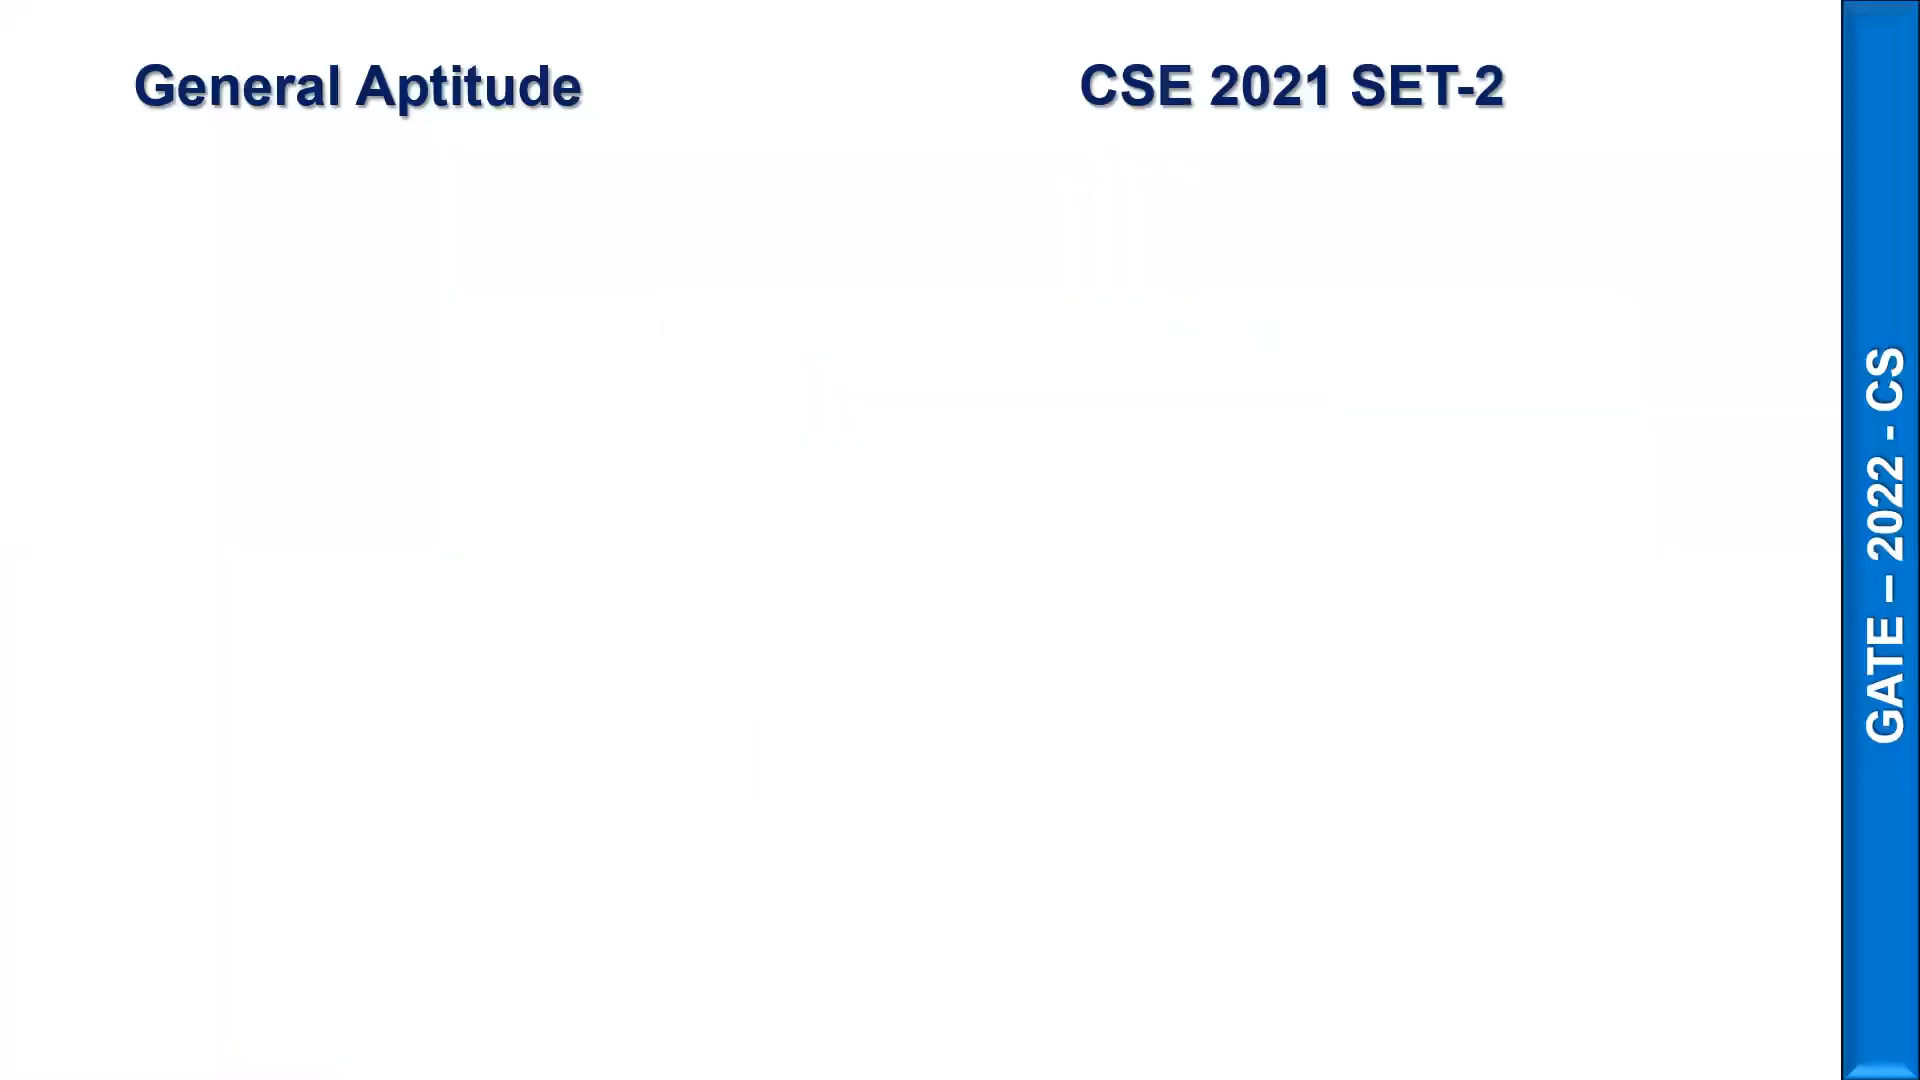 General Aptitude
CSE 2021 SET-2
GATE – 2022 - CS